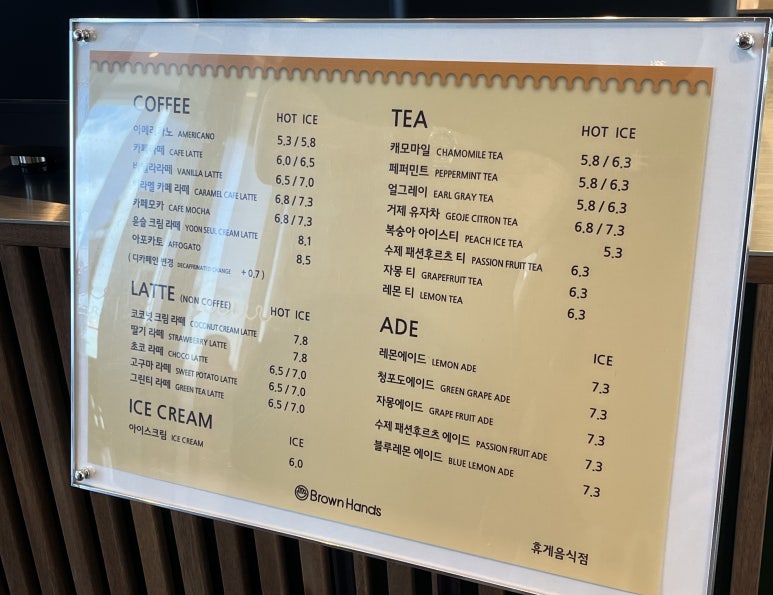 COFFEE
HOT ICE
아메리카노 AMERICANO 5,3 / 5.8
카페라떼 CAFE LATTE 6.0 / 6.5
바닐라라떼 VANILLA LATTE 6.5 / 7.0
카라멜 카페 라떼 CARAMEL CAFE LATTE 6.8 / 7.3
카페모카 CAFE MOCHA 6.8 / 7.3
윤슬 크림 라떼 YOON SEUL CREAM LATTE 8.1
아포카토 AFFOGATO 8.5
( 디카페인 변경 DECAFFEINATED CHANGE + 0.7 )
LATTE (NON COFFEE) HOT ICE
코코넛 크림 라떼 COCONUT CREAM LATTE 7.8
딸기 라떼 STRAWBERRY LATTE 7.8
초코 라떼 CHOCO LATTE 6.5 / 7.0
고구마 라떼 SWEET POTATO LATTE 6.5 / 7.0
그린티 라떼 GREEN TEA LATTE 6.5 / 7.0
ICE CREAM
ICE
아이스크림 ICE CREAM 6.0
TEA
HOT ICE
캐모마일 CHAMOMILE TEA 5.8 / 6.3
페퍼민트 PEPPERMINT TEA 5.8 / 6.3
얼그레이 EARL GRAY TEA 5.8 / 6.3
거제 유자차 GEOJE CITRON TEA 6.8 / 7.3
복숭아 아이스티 PEACH ICE TEA 5.3
수제 패션후르츠 티 PASSION FRUIT TEA 6.3
자몽 티 GRAPEFRUIT TEA 6.3
레몬 티 LEMON TEA 6.3
ADE
ICE
레몬에이드 LEMON ADE 7.3
청포도에이드 GREEN GRAPE ADE 7.3
자몽에이드 GRAPE FRUIT ADE 7.3
수제 패션후르츠 에이드 PASSION FRUIT ADE 7.3
블루레몬 에이드 BLUE LEMON ADE 7.3
Brown Hands
휴게음식점